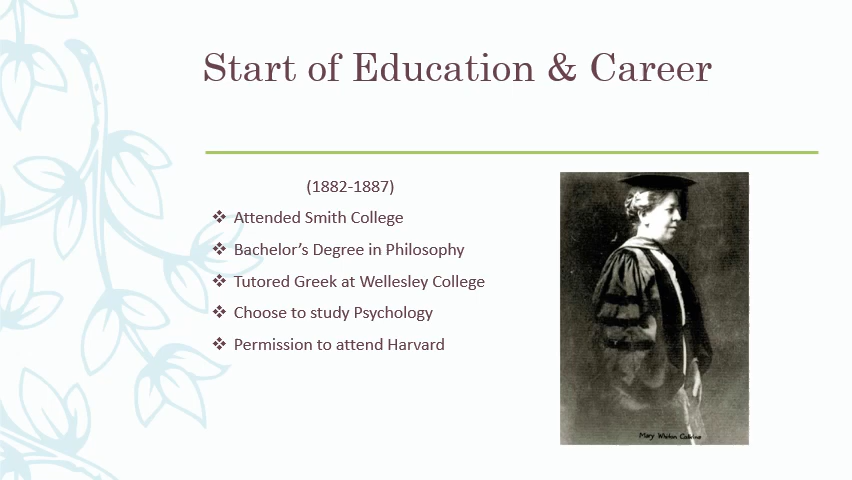 Start of Education & Career
(1882-1887)
❖ Attended Smith College
❖ Bachelor’s Degree in Philosophy
❖ Tutored Greek at Wellesley College
❖ Choose to study Psychology
❖ Permission to attend Harvard
Mary Whiton Calkins